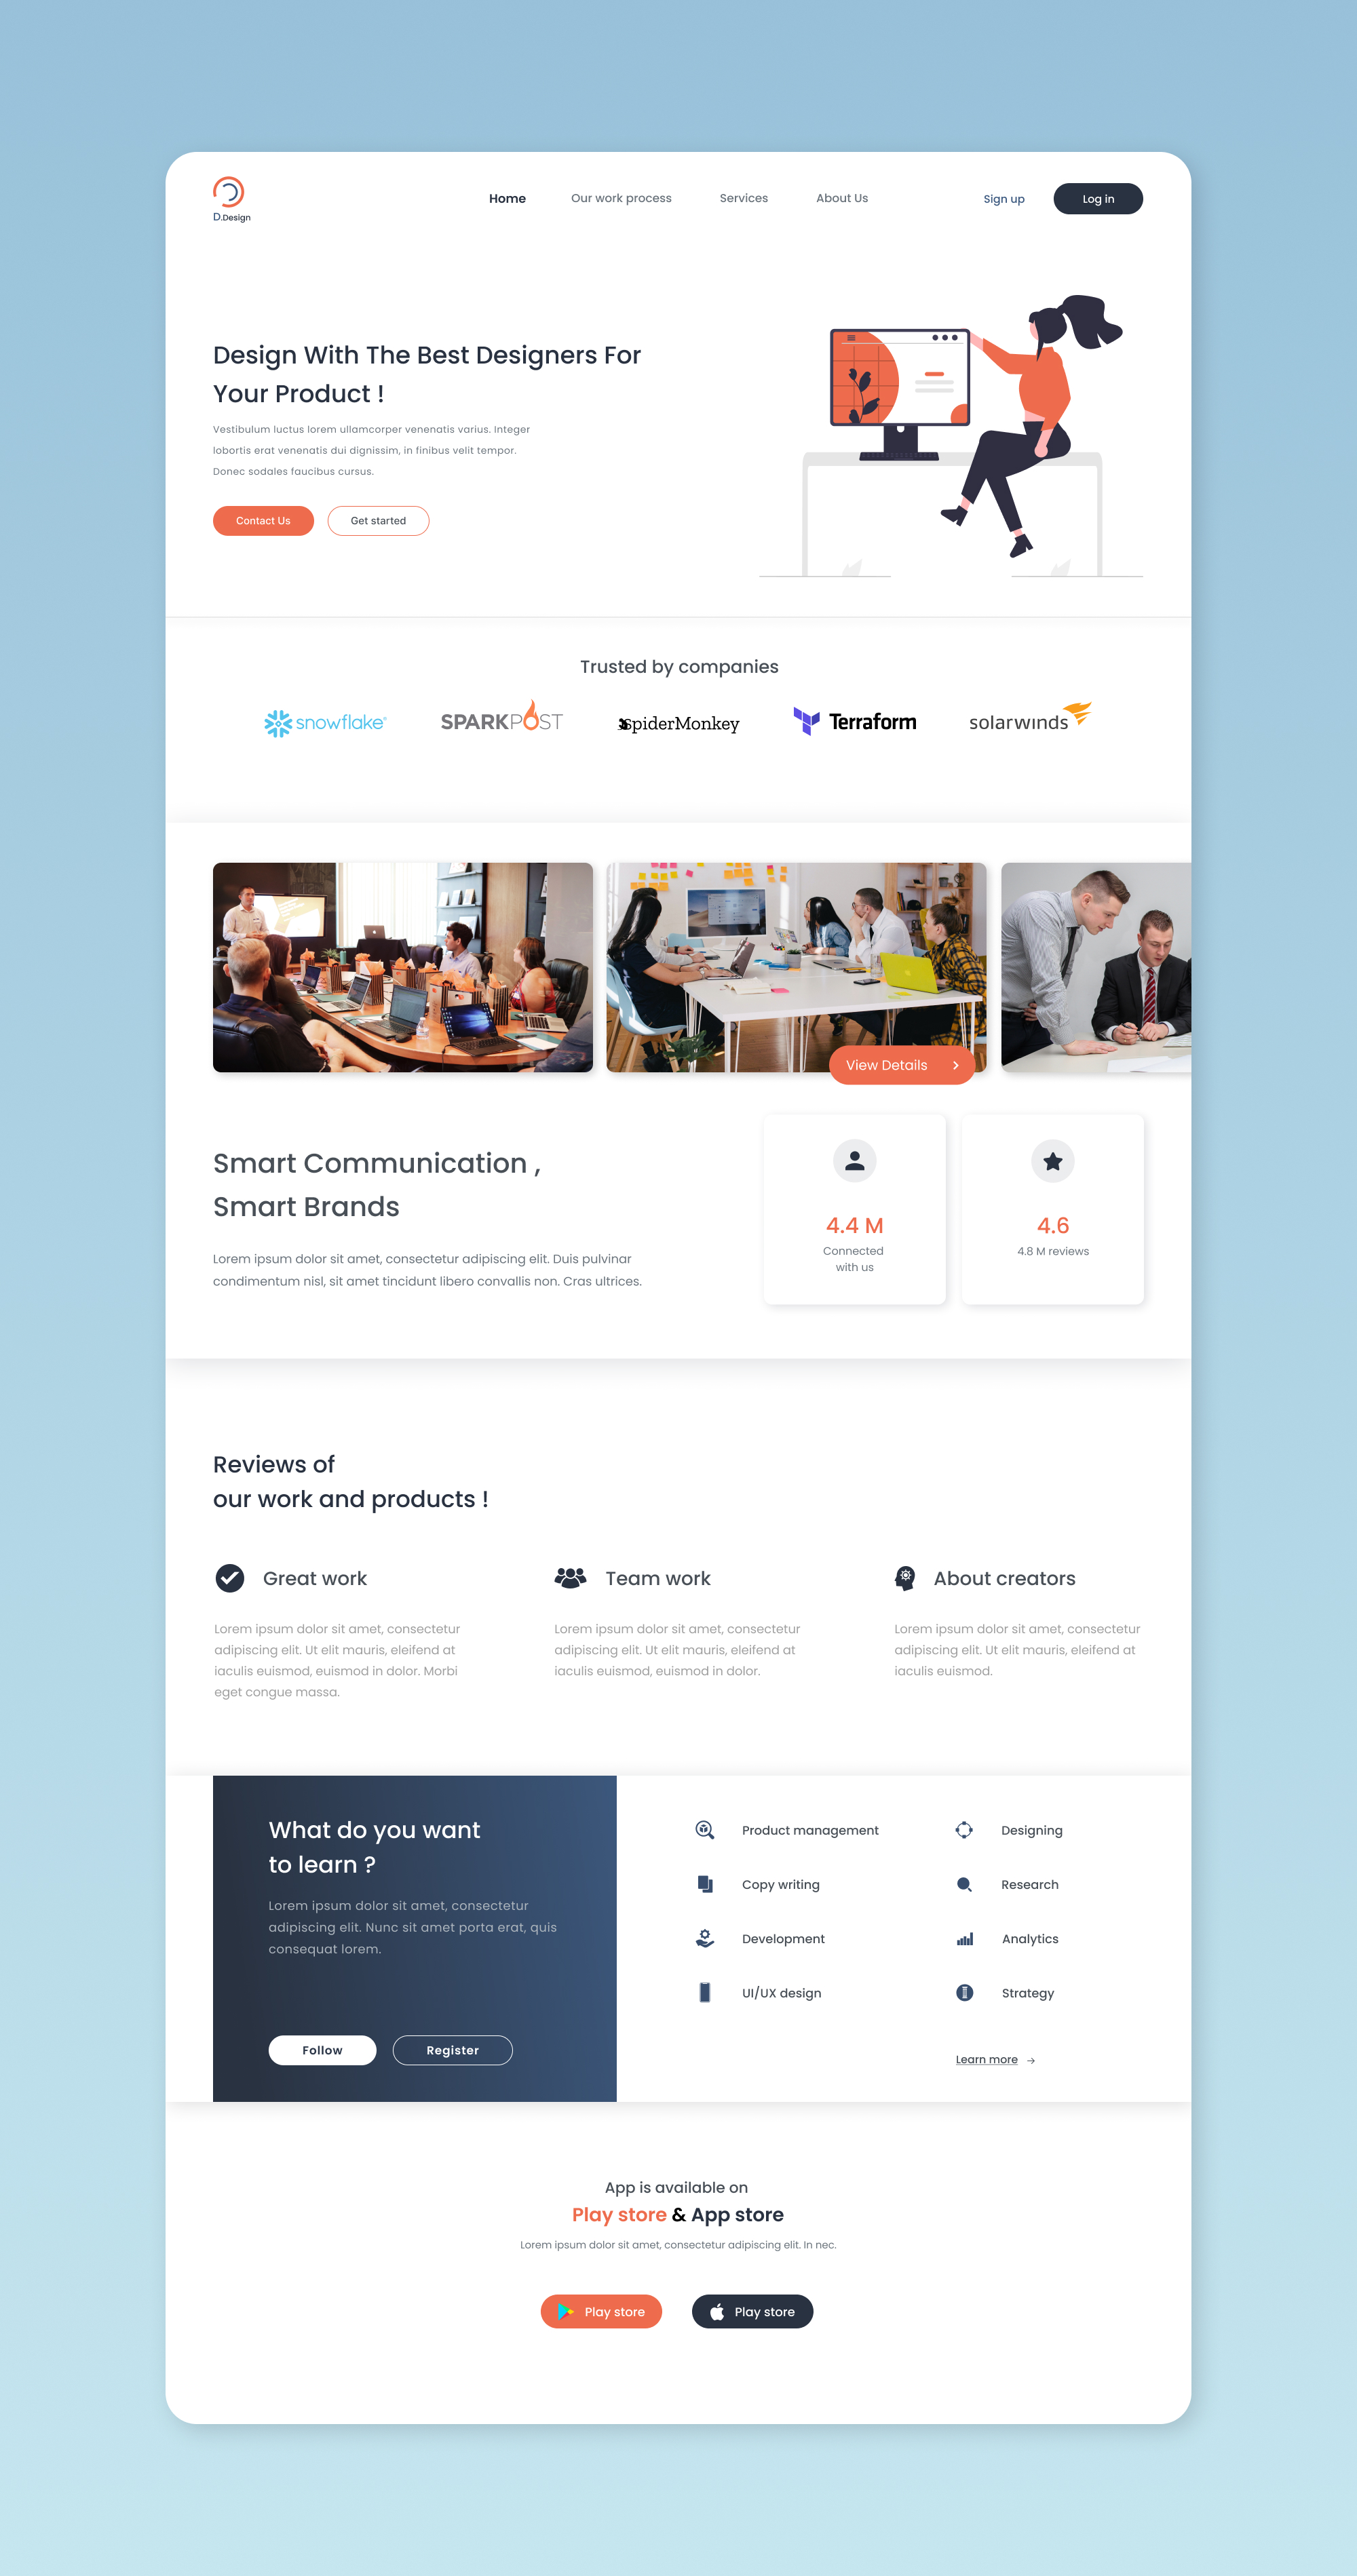 D.Design
Home
Our work process
Services
About Us
Sign up
Log in
Design With The Best Designers For
Your Product !
Vestibulum luctus lorem ullamcorper venenatis varius. Integer
lobortis erat venenatis dui dignissim, in finibus velit tempor.
Donec sodales faucibus cursus.
Contact Us
Get started
Trusted by companies
snowflake®
SPARKPOST
SpiderMonkey
Terraform
solarwinds
View Details
Smart Communication ,
Smart Brands
Lorem ipsum dolor sit amet, consectetur adipiscing elit. Duis pulvinar
condimentum nisl, sit amet tincidunt libero convallis non. Cras ultrices.
4.4 M
Connected
with us
4.6
4.8 M reviews
Reviews of
our work and products !
Great work
Lorem ipsum dolor sit amet, consectetur
adipiscing elit. Ut elit mauris, eleifend at
iaculis euismod, euismod in dolor. Morbi
eget congue massa.
Team work
Lorem ipsum dolor sit amet, consectetur
adipiscing elit. Ut elit mauris, eleifend at
iaculis euismod, euismod in dolor.
About creators
Lorem ipsum dolor sit amet, consectetur
adipiscing elit. Ut elit mauris, eleifend at
iaculis euismod.
What do you want
to learn ?
Lorem ipsum dolor sit amet, consectetur
adipiscing elit. Nunc sit amet porta erat, quis
consequat lorem.
Follow
Register
Product management
Designing
Copy writing
Research
Development
Analytics
UI/UX design
Strategy
Learn more →
App is available on
Play store & App store
Lorem ipsum dolor sit amet, consectetur adipiscing elit. In nec.
Play store
Play store